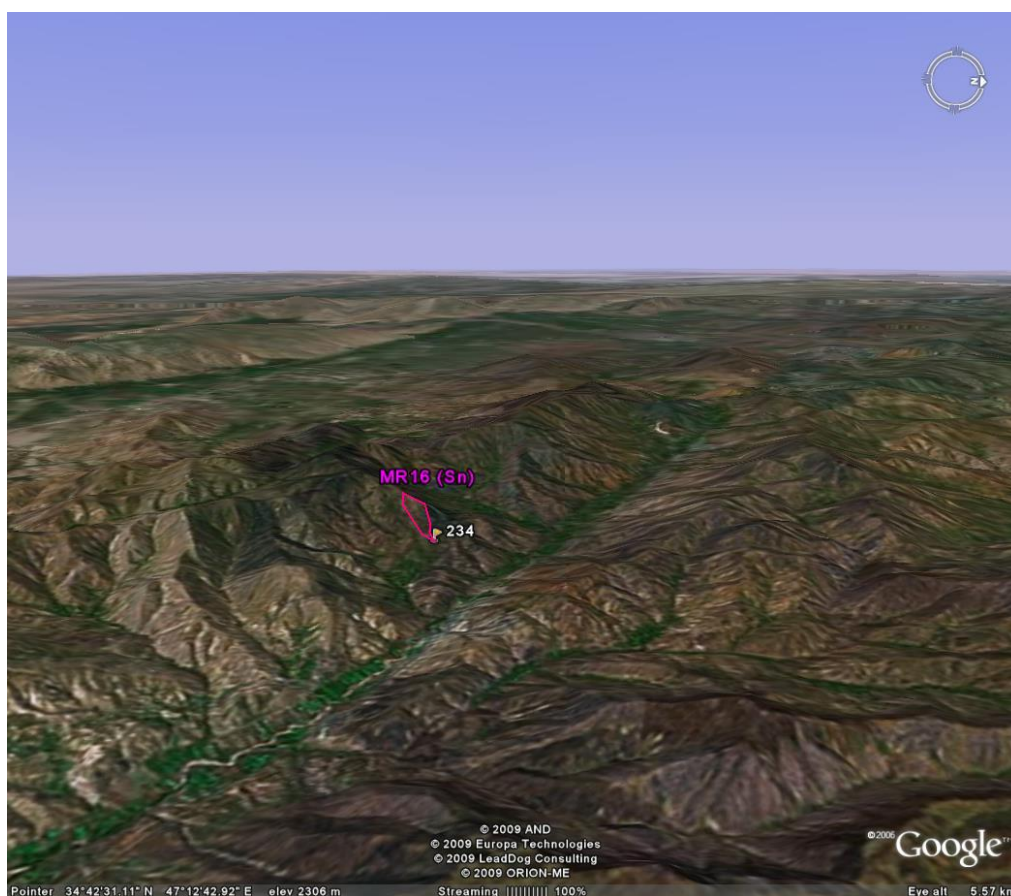 N
MR16 (Sn)
234
© 2009 AND
© 2009 Europa Technologies
© 2009 LeadDog Consulting
© 2009 ORION-ME
©2006 Google™
Pointer 34°42'31.11" N 47°12'42.92" E elev 2306 m Streaming |||||||||| 100% Eye alt 5.57 km